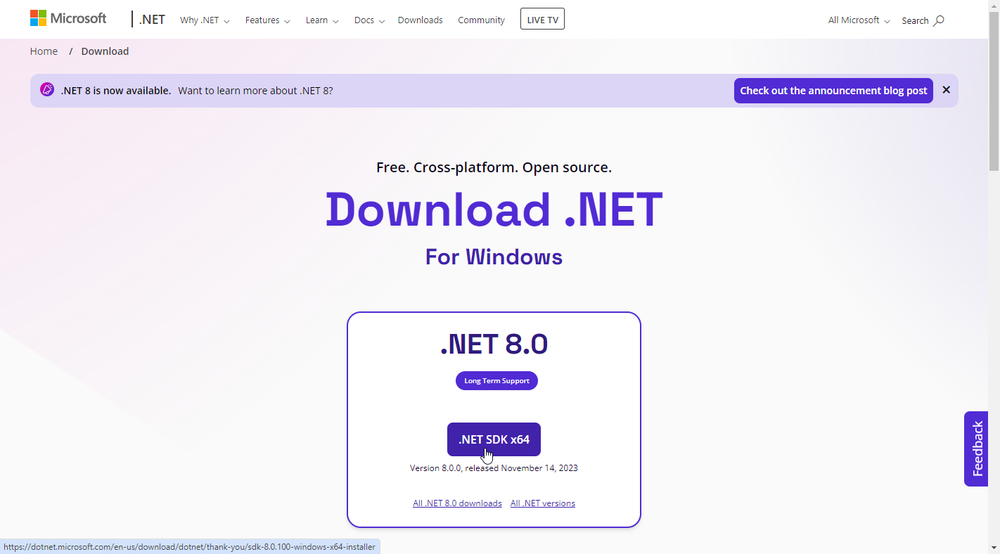 Microsoft .NET Why .NET Features Learn Docs Downloads Community LIVE TV All Microsoft Search
Home / Download
.NET 8 is now available. Want to learn more about .NET 8? Check out the announcement blog post
Free. Cross-platform. Open source.
Download .NET
For Windows
.NET 8.0
Long Term Support
.NET SDK x64
Version 8.0.0, released November 14, 2023
All .NET 8.0 downloads All .NET versions
Feedback
https://dotnet.microsoft.com/en-us/download/dotnet/thank-you/sdk-8.0.100-windows-x64-installer